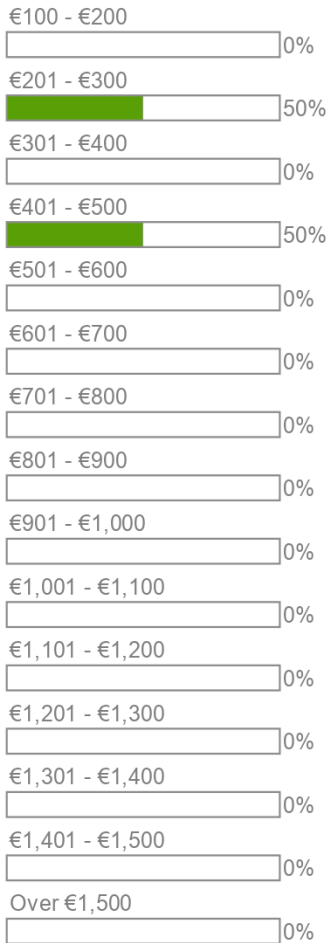 €100 - €200
0%
€201 - €300
50%
€301 - €400
0%
€401 - €500
50%
€501 - €600
0%
€601 - €700
0%
€701 - €800
0%
€801 - €900
0%
€901 - €1,000
0%
€1,001 - €1,100
0%
€1,101 - €1,200
0%
€1,201 - €1,300
0%
€1,301 - €1,400
0%
€1,401 - €1,500
0%
Over €1,500
0%